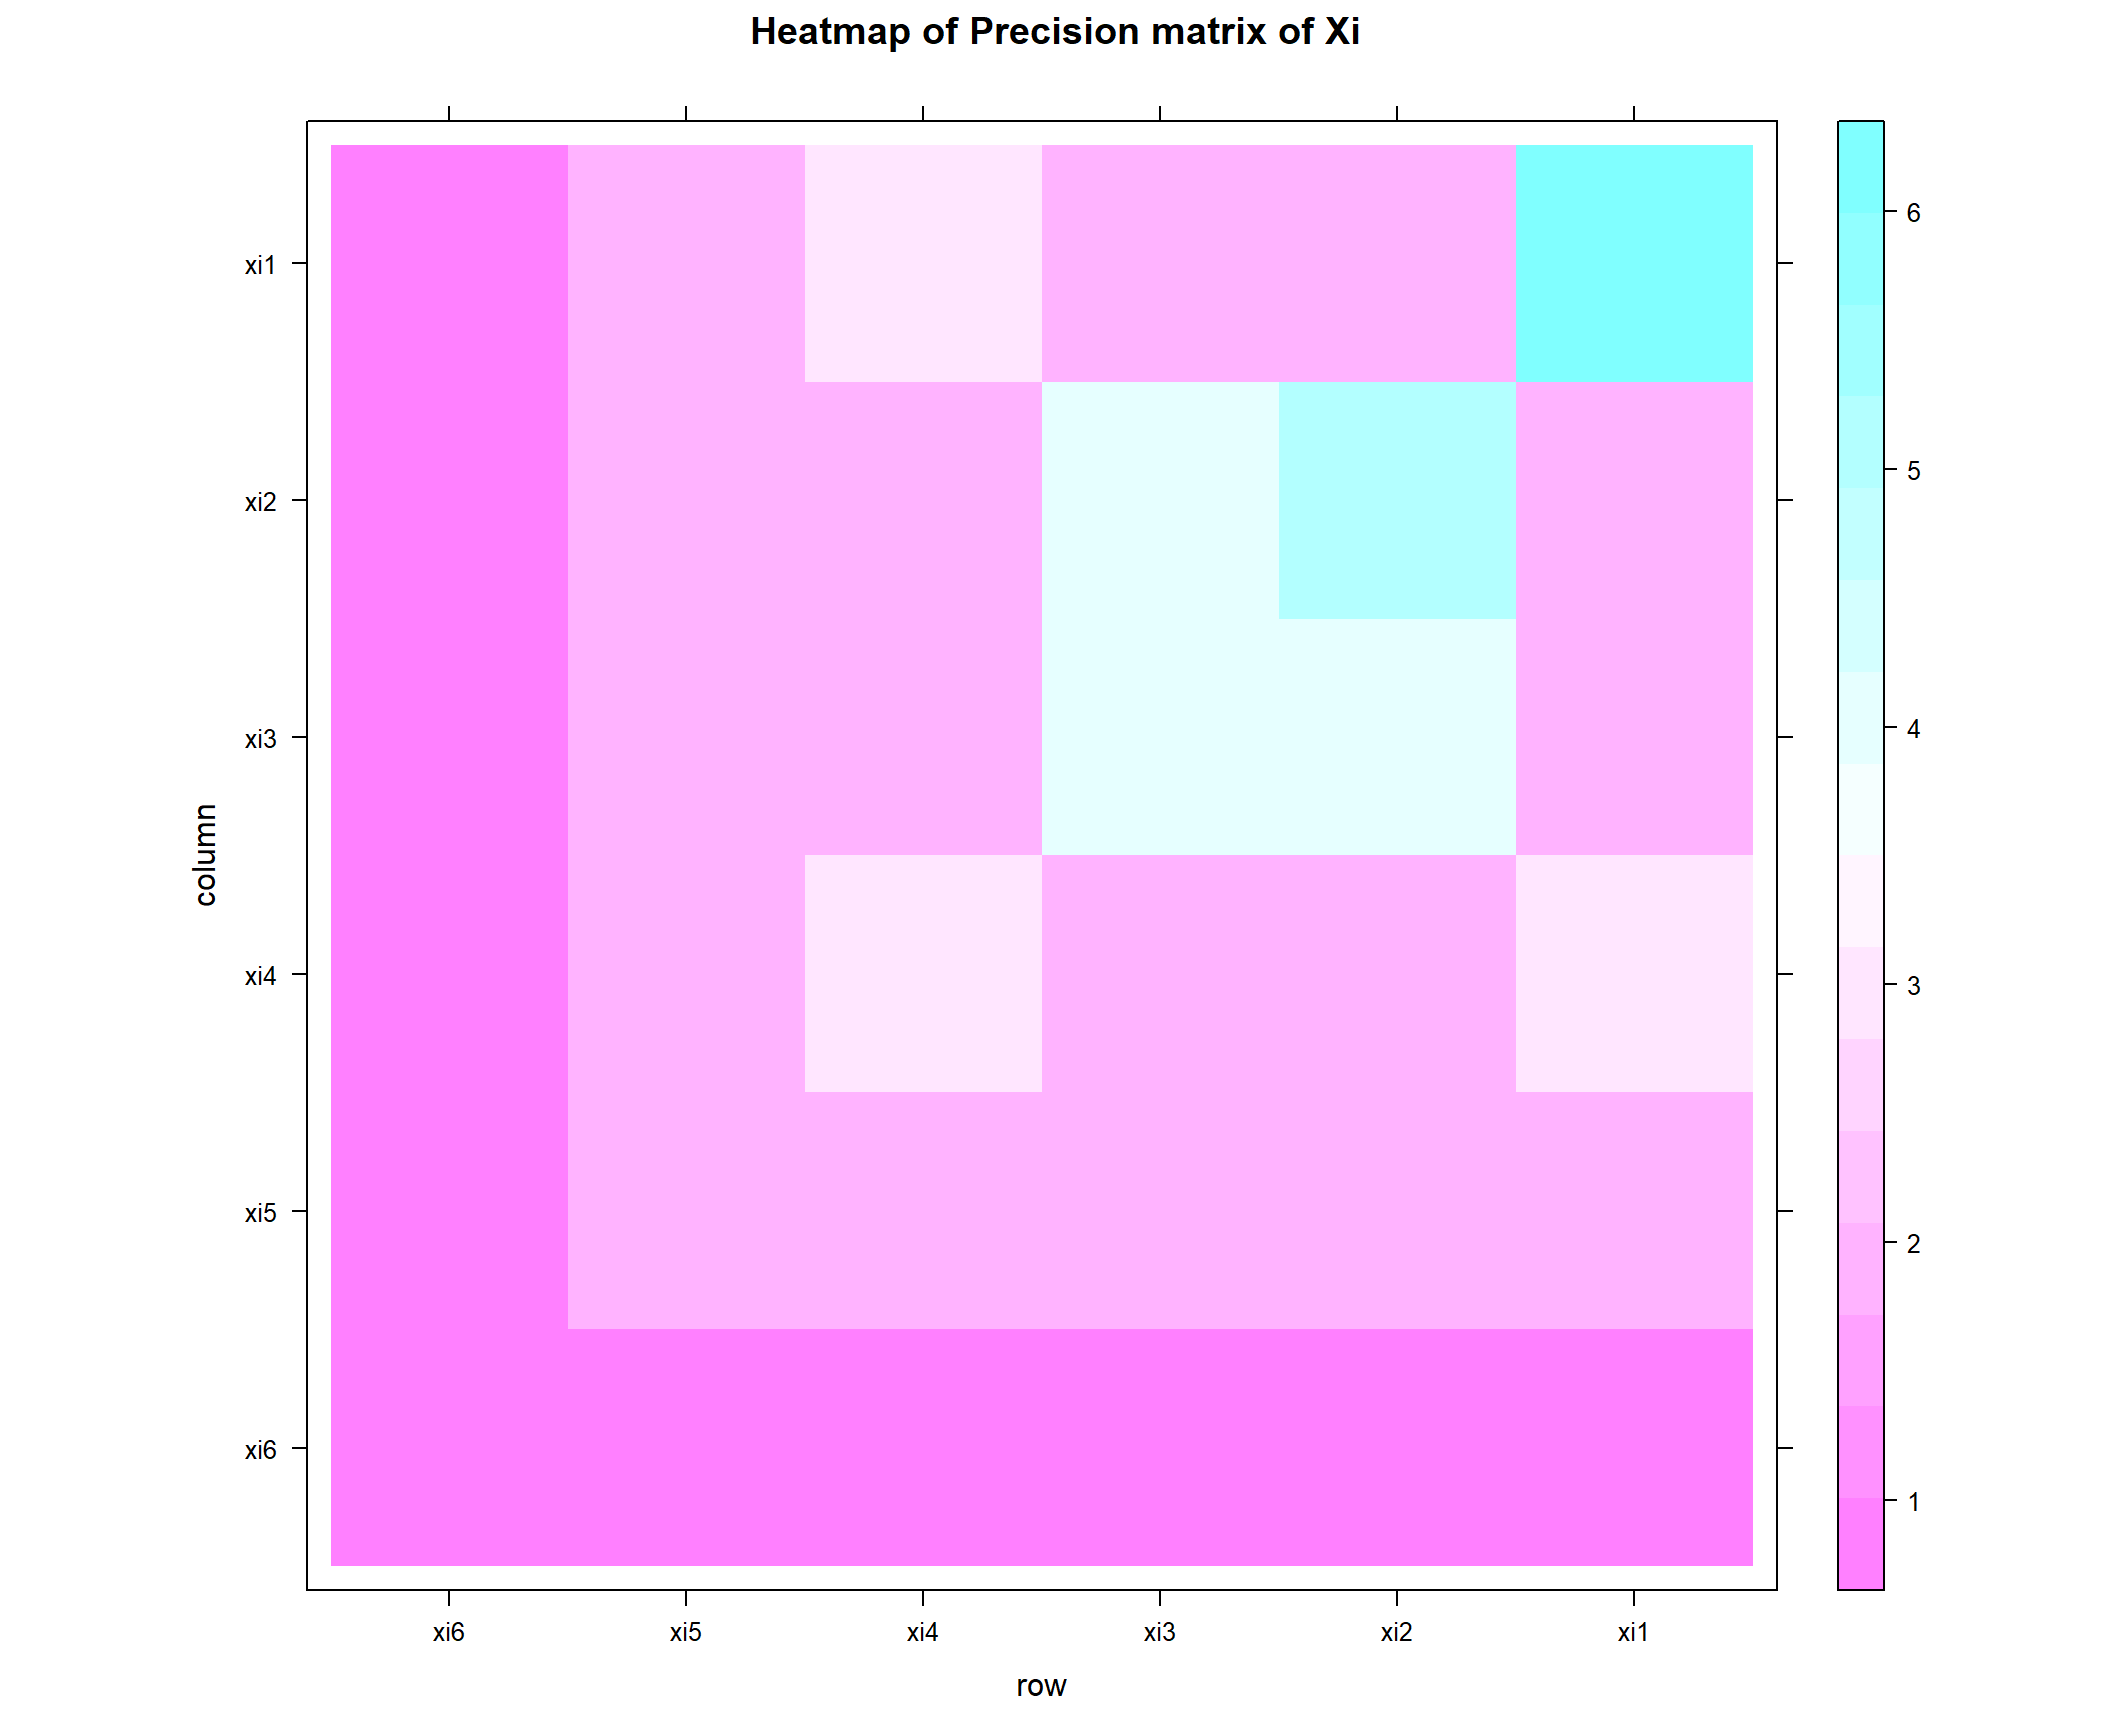 Heatmap of Precision matrix of Xi
xi1
xi2
xi3
xi4
xi5
xi6
column
xi6 xi5 xi4 xi3 xi2 xi1
row
6
5
4
3
2
1